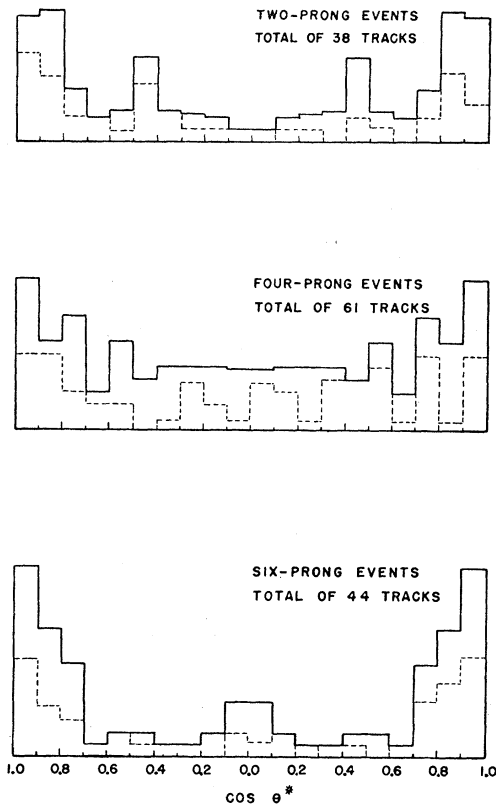 TWO-PRONG EVENTS
TOTAL OF 38 TRACKS
FOUR-PRONG EVENTS
TOTAL OF 61 TRACKS
SIX-PRONG EVENTS
TOTAL OF 44 TRACKS
1.0 0.8 0.6 0.4 0.2 0.0 0.2 0.4 0.6 0.8 1.0
COS θ*